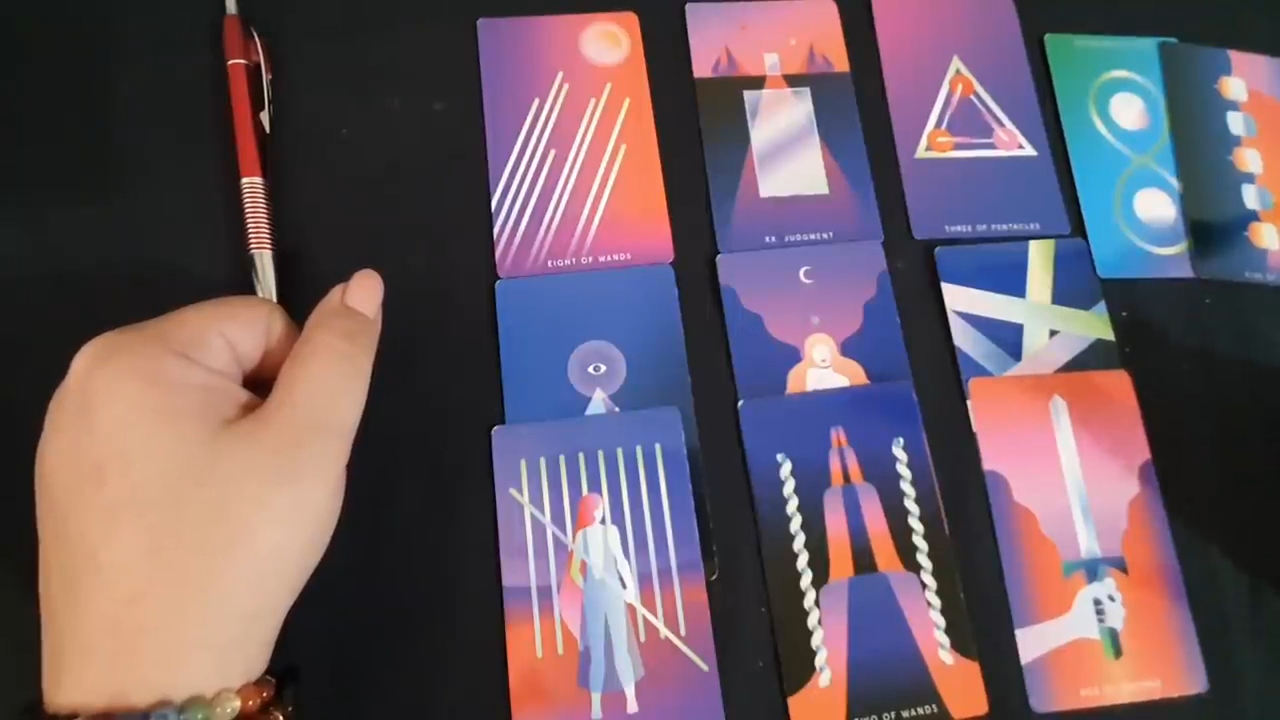 EIGHT OF WANDS
XX. JUDGMENT
THREE OF PENTACLES
TWO OF WANDS